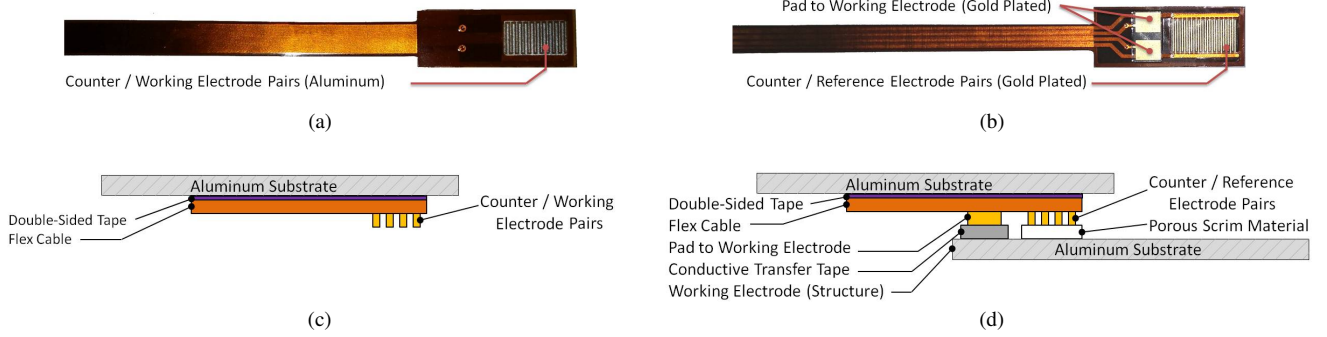 Counter / Working Electrode Pairs (Aluminum)
(a)
Pad to Working Electrode (Gold Plated)
Counter / Reference Electrode Pairs (Gold Plated)
(b)
Aluminum Substrate
Double-Sided Tape
Flex Cable
Counter / Working
Electrode Pairs
(c)
Aluminum Substrate
Double-Sided Tape
Flex Cable
Pad to Working Electrode
Conductive Transfer Tape
Working Electrode (Structure)
Counter / Reference
Electrode Pairs
Porous Scrim Material
Aluminum Substrate
(d)